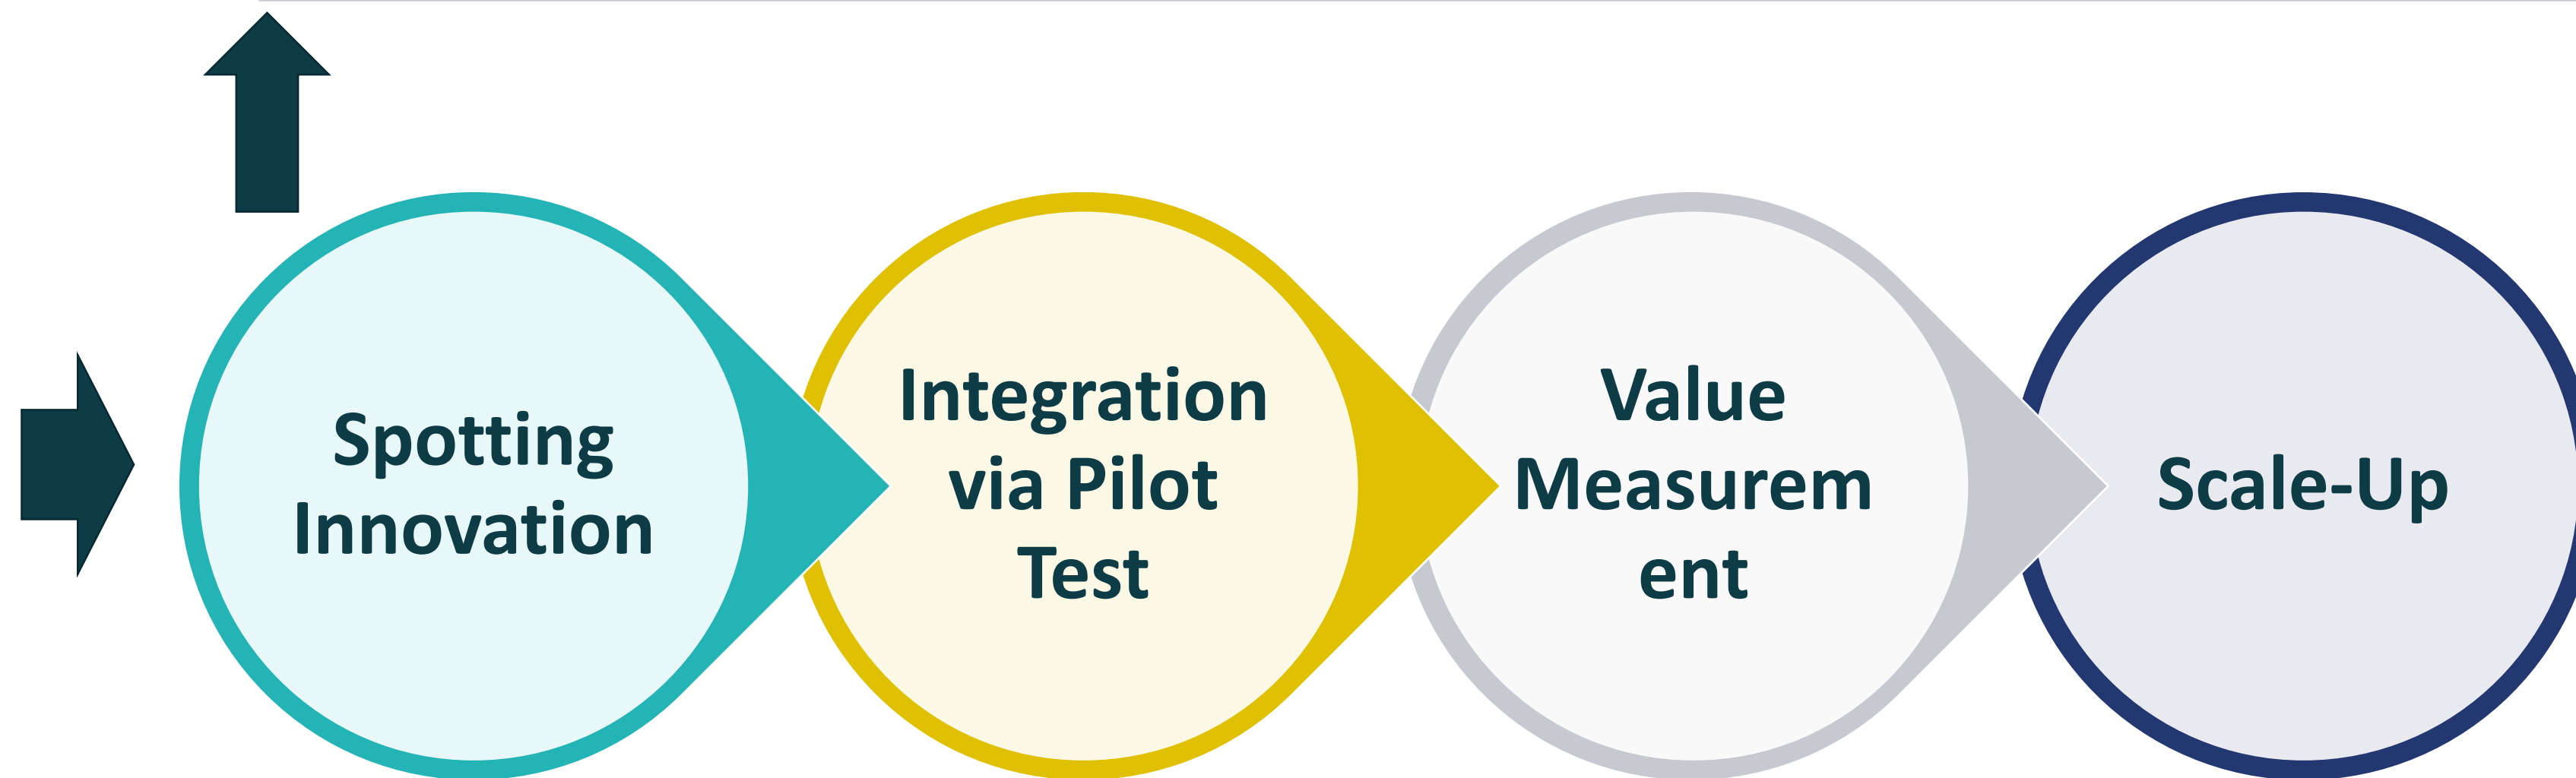 Spotting
Innovation
Integration
via Pilot
Test
Value
Measurem
ent
Scale-Up